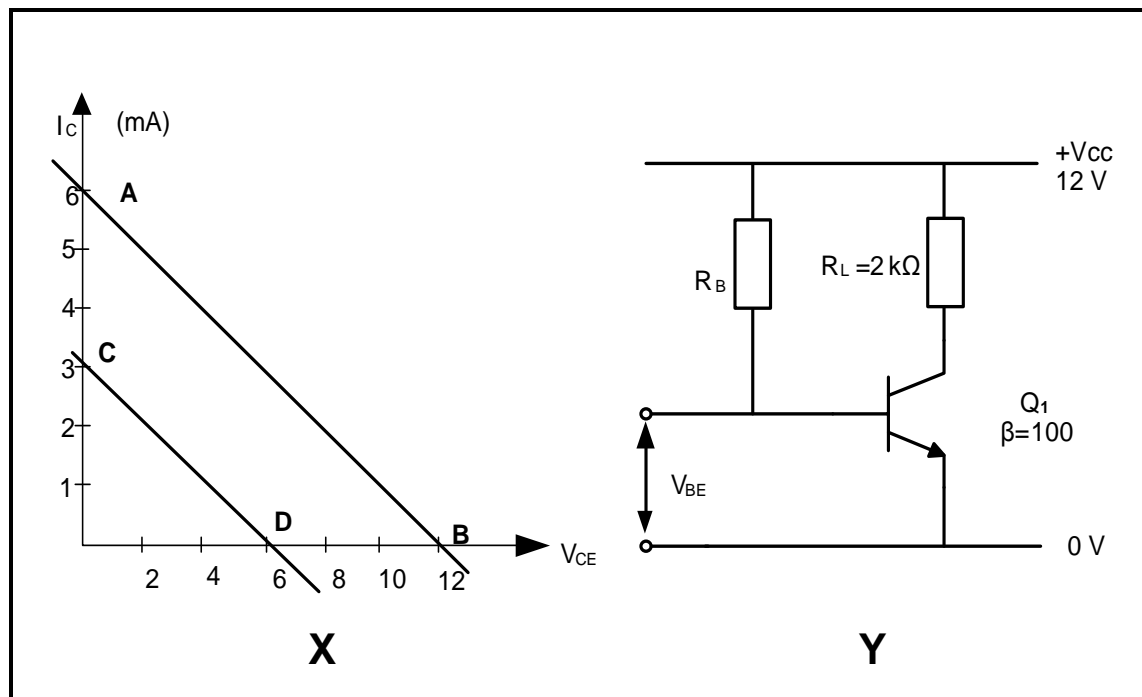 IC (mA)
6
A
5
4
3
C
2
1
D
B
2 4 6 8 10 12
VCE
X
+Vcc
12 V
RB
RL =2 kΩ
Q1
β=100
VBE
0 V
Y